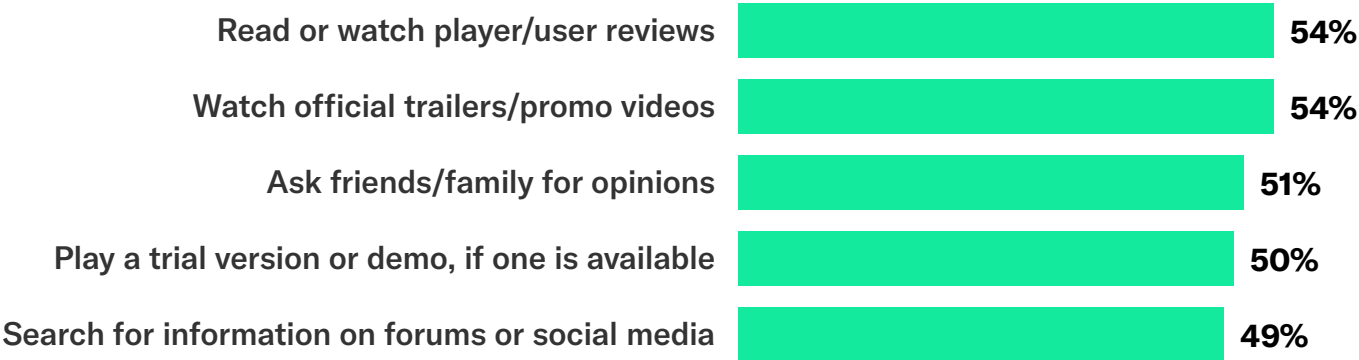 Read or watch player/user reviews 54%
Watch official trailers/promo videos 54%
Ask friends/family for opinions 51%
Play a trial version or demo, if one is available 50%
Search for information on forums or social media 49%